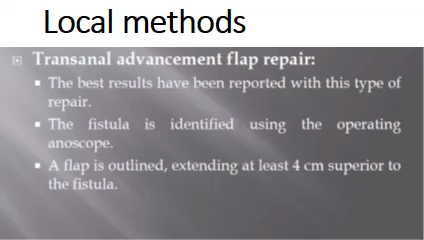 Local methods
Transanal advancement flap repair:
The best results have been reported with this type of
repair.
The fistula is identified using the operating
anoscope.
A flap is outlined, extending at least 4 cm superior to
the fistula.